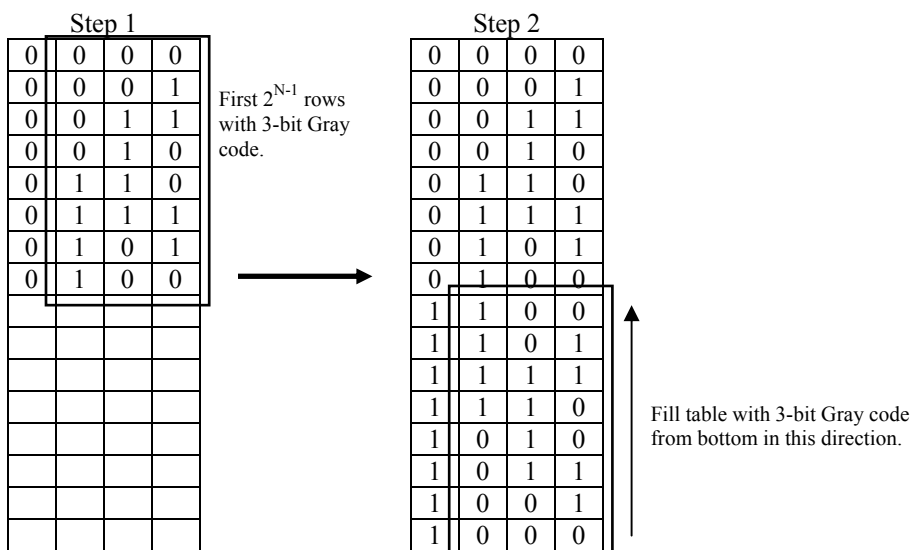 Step 1
0 0 0 0
0 0 0 1
0 0 1 1
0 0 1 0
0 1 1 0
0 1 1 1
0 1 0 1
0 1 0 0
First 2^N-1 rows
with 3-bit Gray
code.
Step 2
0 0 0 0
0 0 0 1
0 0 1 1
0 0 1 0
0 1 1 0
0 1 1 1
0 1 0 1
0 1 0 0
1 1 0 0
1 1 0 1
1 1 1 1
1 1 1 0
1 0 1 0
1 0 1 1
1 0 0 1
1 0 0 0
Fill table with 3-bit Gray code
from bottom in this direction.